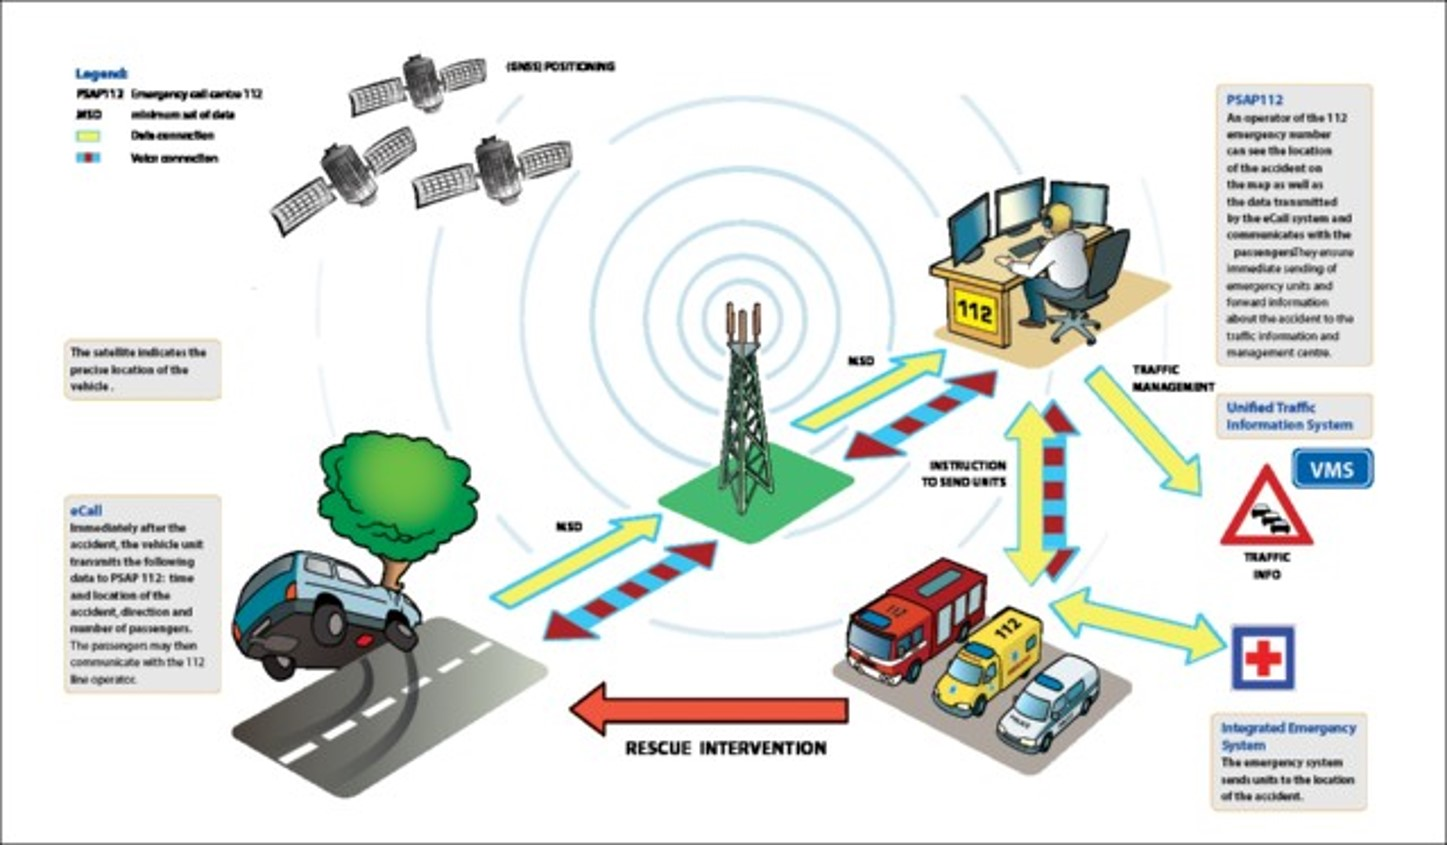 Legend:
PSAP112 Emergency call centre 112
MSD minimum set of data
Data connection
Voice connection
(GNSS) POSITIONING
The satellite indicates the
precise location of the
vehicle .
eCall
Immediately after the
accident, the vehicle unit
transmits the following
data to PSAP 112: time
and location of the
accident, direction and
number of passengers.
The passengers may then
communicate with the 112
line operator.
MSD
MSD
112
INSTRUCTION
TO SEND UNITS
TRAFFIC
MANAGEMENT
PSAP112
An operator of the 112
emergency number
can see the location
of the accident on
the map as well as
the data transmitted
by the eCall system and
communicates with the
passengersThey ensure
immediate sending of
emergency units and
forward information
about the accident to the
traffic information and
management centre.
Unified Traffic
Information System
VMS
TRAFFIC
INFO
112
112
POLICE
RESCUE INTERVENTION
Integrated Emergency
System
The emergency system
sends units to the location
of the accident.